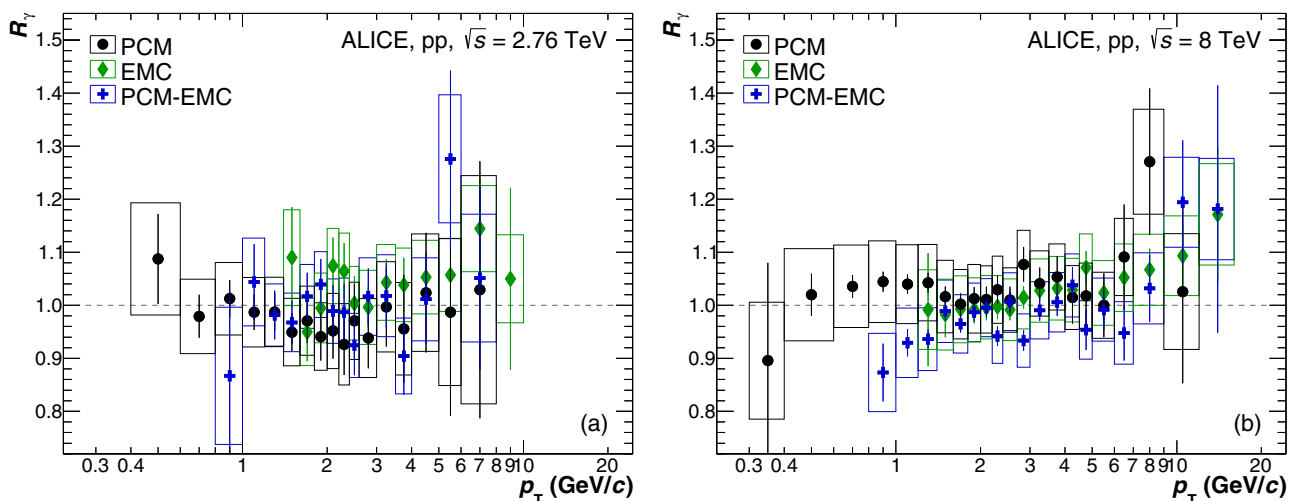 R_γ
1.5
1.4
1.3
1.2
1.1
1.0
0.9
0.8
PCM
EMC
PCM-EMC
ALICE, pp, √s = 2.76 TeV
(a)
0.3 0.4 1 2 3 4 5 6 7 8 9 10 20
p_T (GeV/c)
R_γ
1.5
1.4
1.3
1.2
1.1
1.0
0.9
0.8
PCM
EMC
PCM-EMC
ALICE, pp, √s = 8 TeV
(b)
0.3 0.4 1 2 3 4 5 6 7 8 9 10 20
p_T (GeV/c)